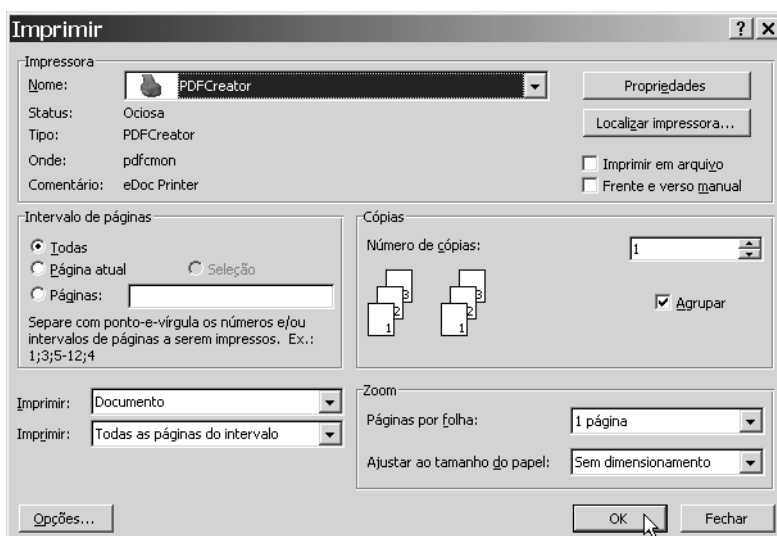 Imprimir
Impressora
Nome: PDFCreator
Propriedades
Status: Ociosa
Localizar impressora...
Tipo: PDFCreator
Onde: pdfcmon
Imprimir em arquivo
Comentário: eDoc Printer
Frente e verso manual
Intervalo de páginas
Todas
Página atual
Seleção
Páginas:
Separe com ponto-e-vírgula os números e/ou
intervalos de páginas a serem impressos. Ex.:
1;3;5-12;4
Cópias
Número de cópias: 1
1 2 3 1 2 3
Agrupar
Imprimir: Documento
Imprimir: Todas as páginas do intervalo
Zoom
Páginas por folha: 1 página
Ajustar ao tamanho do papel: Sem dimensionamento
Opções...
OK
Fechar